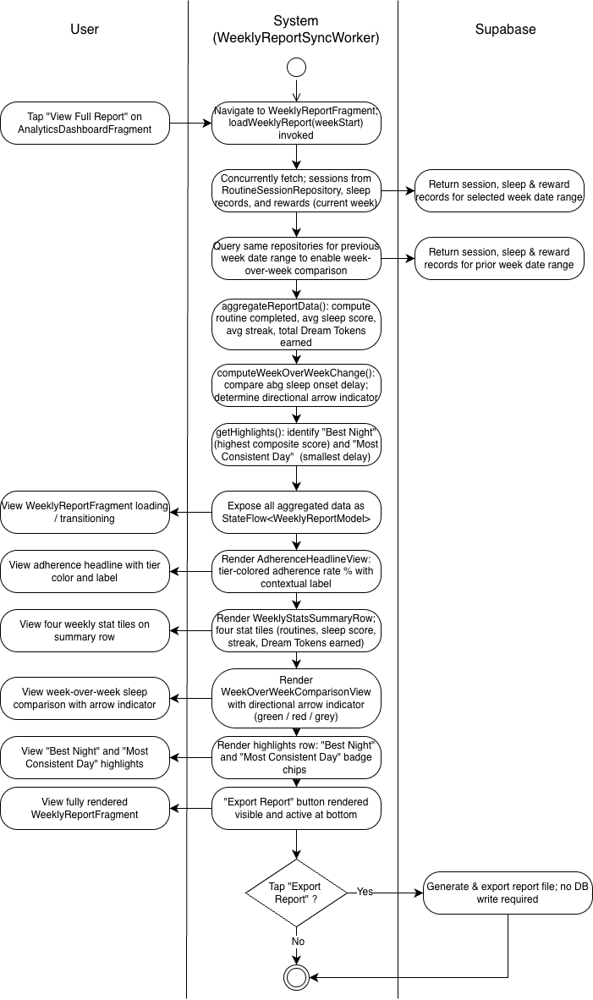 User
System
(WeeklyReportSyncWorker)
Supabase
Tap "View Full Report" on
AnalyticsDashboardFragment
Navigate to WeeklyReportFragment;
loadWeeklyReport(weekStart)
invoked
Concurrently fetch; sessions from
RoutineSessionRepository, sleep
records, and rewards (current week)
Return session, sleep & reward
records for selected week date range
Query same repositories for previous
week date range to enable week-
over-week comparison
Return session, sleep & reward
records for prior week date range
aggregateReportData(): compute
routine completed, avg sleep score,
avg streak, total Dream Tokens
earned
computeWeekOverWeekChange():
compare abg sleep onset delay;
determine directional arrow indicator
getHighlights(): identify "Best Night"
(highest composite score) and "Most
Consistent Day" (smallest delay)
View WeeklyReportFragment loading
/ transitioning
Expose all aggregated data as
StateFlow<WeeklyReportModel>
View adherence headline with tier
color and label
Render AdherenceHeadlineView:
tier-colored adherence rate % with
contextual label
View four weekly stat tiles on
summary row
Render WeeklyStatsSummaryRow;
four stat tiles (routines, sleep score,
streak, Dream Tokens earned)
View week-over-week sleep
comparison with arrow indicator
Render
WeekOverWeekComparisonView
with directional arrow indicator
(green / red / grey)
View "Best Night" and "Most
Consistent Day" highlights
Render highlights row: "Best Night"
and "Most Consistent Day" badge
chips
View fully rendered
WeeklyReportFragment
"Export Report" button rendered
visible and active at bottom
Tap "Export
Report" ?
Yes
Generate & export report file; no DB
write required
No